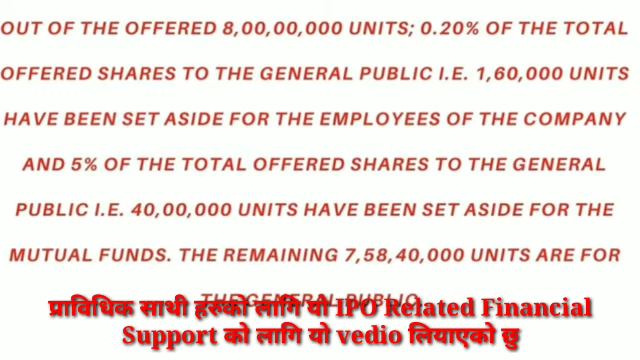 OUT OF THE OFFERED 8,00,00,000 UNITS; 0.20% OF THE TOTAL
OFFERED SHARES TO THE GENERAL PUBLIC I.E. 1,60,000 UNITS
HAVE BEEN SET ASIDE FOR THE EMPLOYEES OF THE COMPANY
AND 5% OF THE TOTAL OFFERED SHARES TO THE GENERAL
PUBLIC I.E. 40,00,000 UNITS HAVE BEEN SET ASIDE FOR THE
MUTUAL FUNDS. THE REMAINING 7,58,40,000 UNITS ARE FOR
THE GENERAL PUBLIC
प्राविधिक साथी हरुको लागि यो IPO Related Financial
Support को लागि यो vedio लियाएको छु